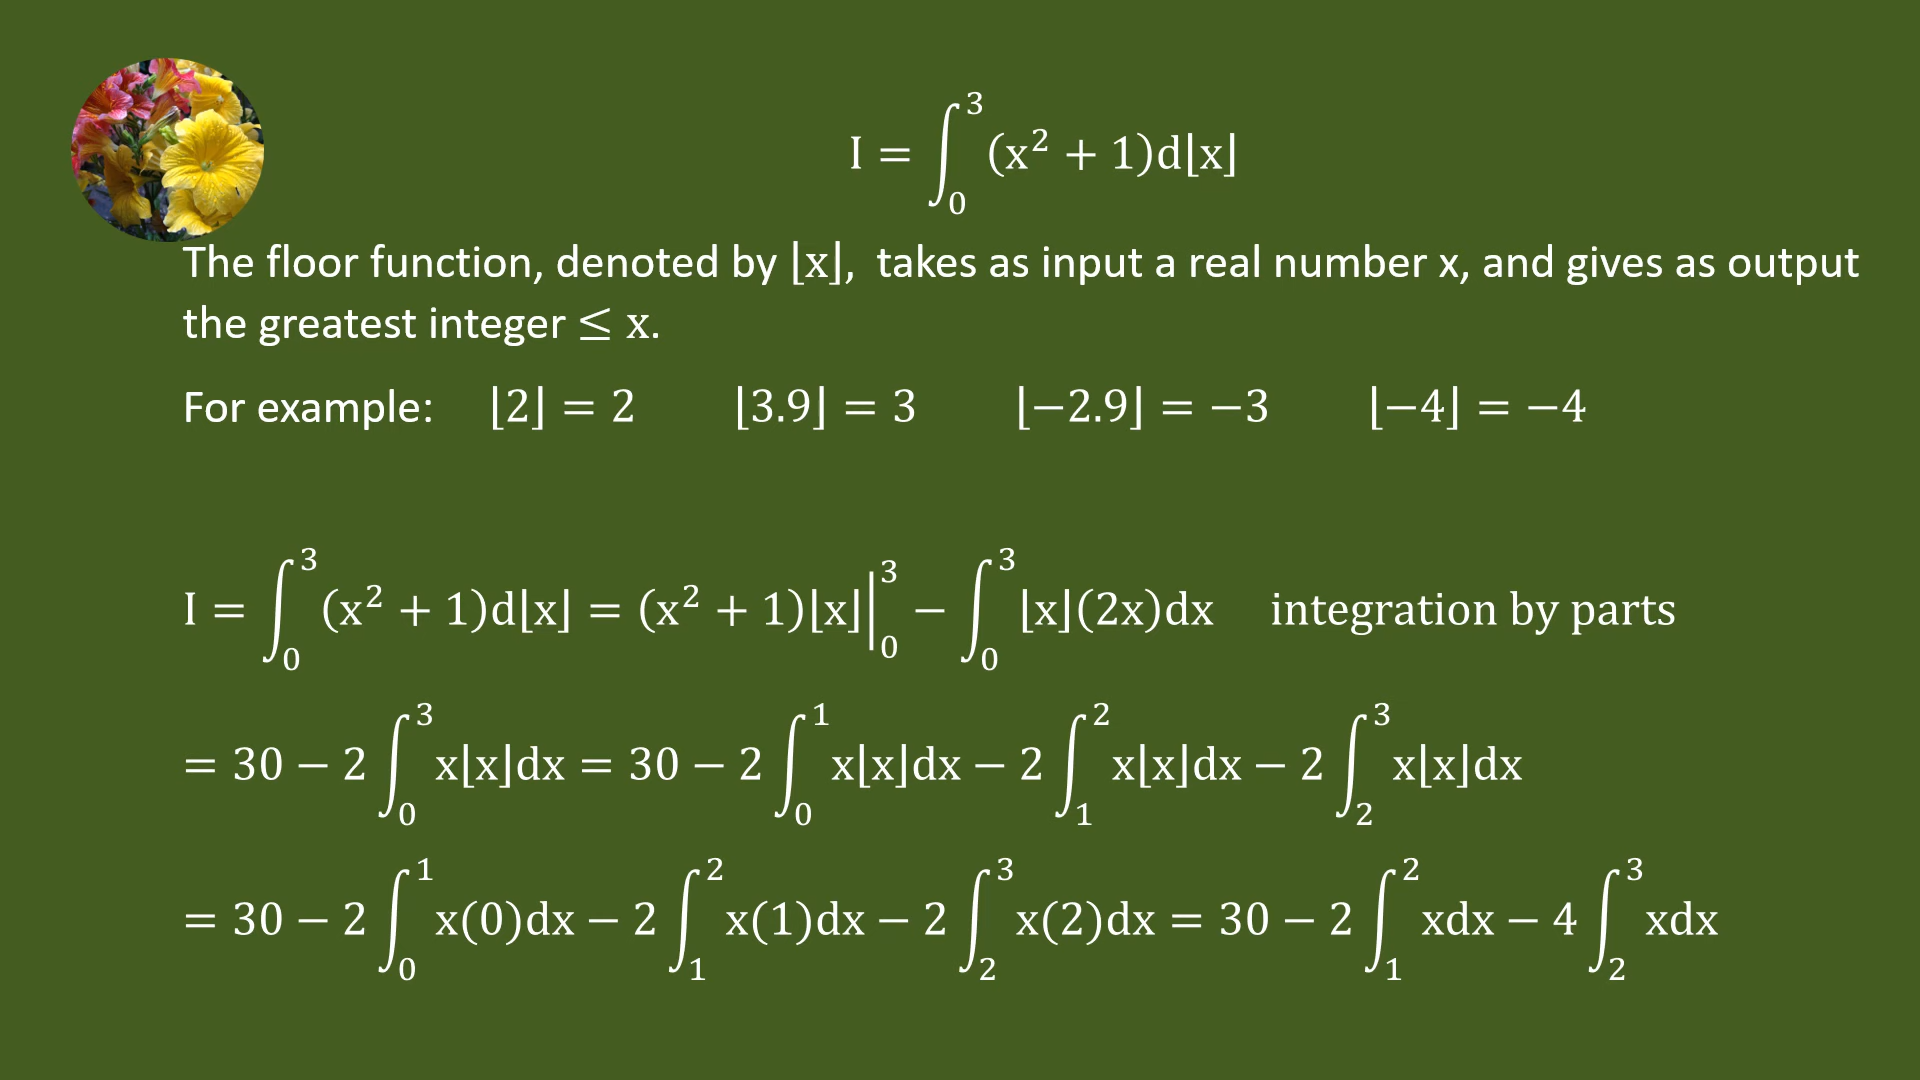 I = ∫₀³ (x² + 1)d⌊x⌋
The floor function, denoted by ⌊x⌋, takes as input a real number x, and gives as output
the greatest integer ≤ x.
For example: ⌊2⌋ = 2 ⌊3.9⌋ = 3 ⌊−2.9⌋ = −3 ⌊−4⌋ = −4
I = ∫₀³ (x² + 1)d⌊x⌋ = (x² + 1)⌊x⌋|₀³ − ∫₀³ ⌊x⌋(2x)dx integration by parts
= 30 − 2 ∫₀³ x⌊x⌋dx = 30 − 2 ∫₀¹ x⌊x⌋dx − 2 ∫₁² x⌊x⌋dx − 2 ∫₂³ x⌊x⌋dx
= 30 − 2 ∫₀¹ x(0)dx − 2 ∫₁² x(1)dx − 2 ∫₂³ x(2)dx = 30 − 2 ∫₁² xdx − 4 ∫₂³ xdx